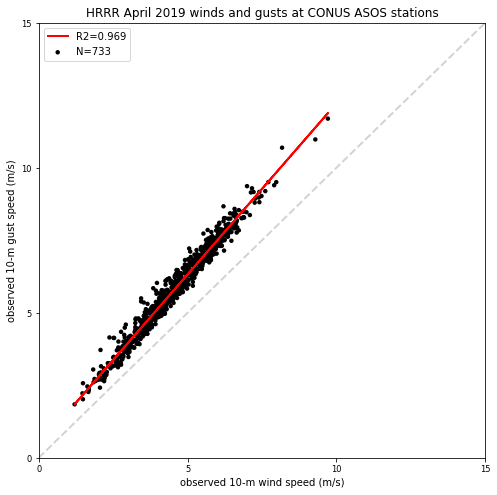 HRRR April 2019 winds and gusts at CONUS ASOS stations
R2=0.969
N=733
15
10
5
0
observed 10-m gust speed (m/s)
0 5 10 15
observed 10-m wind speed (m/s)